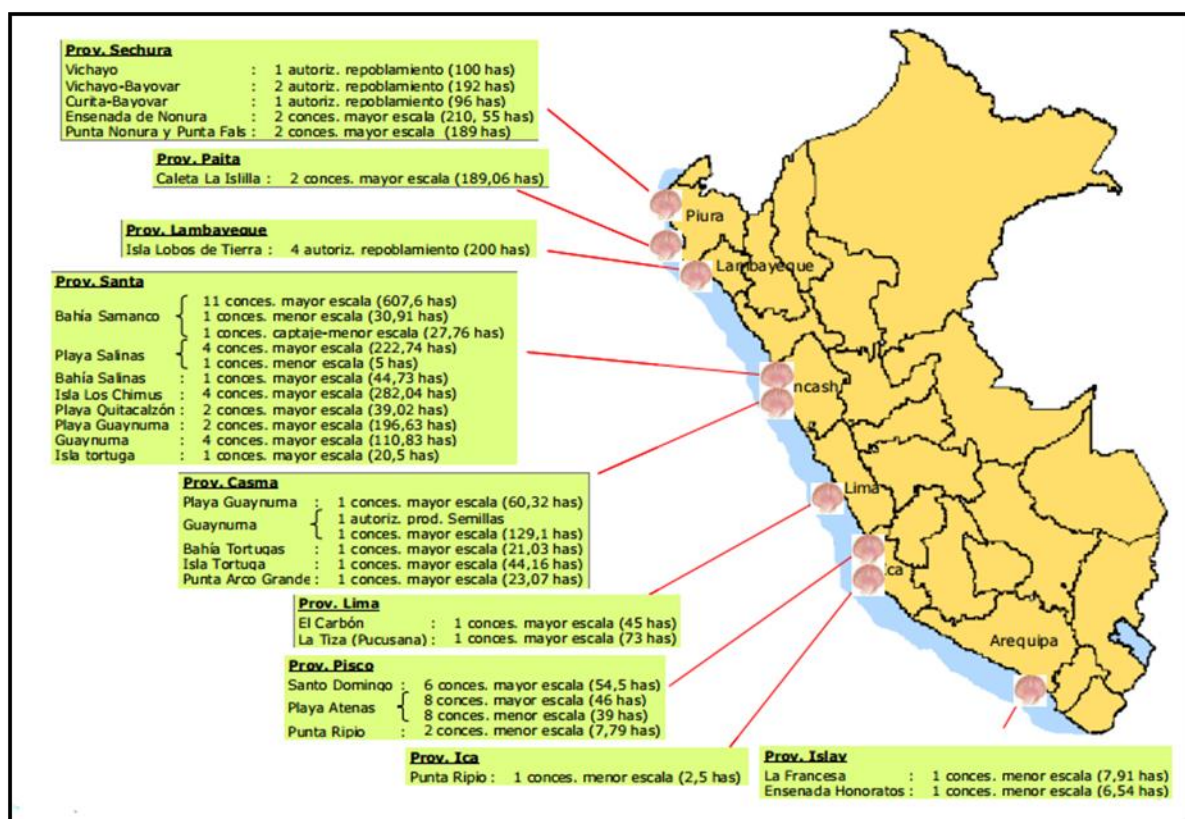 Prov. Sechura
Vichayo : 1 autoriz. repoblamiento (100 has)
Vichayo-Bayovar : 2 autoriz. repoblamiento (192 has)
Curita-Bayovar : 1 autoriz. repoblamiento (96 has)
Ensenada de Nonura : 2 conces. mayor escala (210, 55 has)
Punta Nonura y Punta Fals : 2 conces. mayor escala (189 has)
Prov. Paita
Caleta La Islilla : 2 conces. mayor escala (189,06 has)
Prov. Lambayeque
Isla Lobos de Tierra : 4 autoriz. repoblamiento (200 has)
Prov. Santa
11 conces. mayor escala (607,6 has)
Bahía Samanco 1 conces. menor escala (30,91 has)
1 conces. captaje-menor escala (27,76 has)
Playa Salinas 4 conces. mayor escala (222,74 has)
1 conces. menor escala (5 has)
Bahía Salinas : 1 conces. mayor escala (44,73 has)
Isla Los Chimus : 4 conces. mayor escala (282,04 has)
Playa Quitacalzón : 2 conces. mayor escala (39,02 has)
Playa Guaynuma : 2 conces. mayor escala (196,63 has)
Guaynuma : 4 conces. mayor escala (110,83 has)
Isla tortuga : 1 conces. mayor escala (20,5 has)
Prov. Casma
Playa Guaynuma : 1 conces. mayor escala (60,32 has)
Guaynuma 1 autoriz. prod. Semillas
1 conces. mayor escala (129,1 has)
Bahía Tortugas : 1 conces. mayor escala (21,03 has)
Isla Tortuga : 1 conces. mayor escala (44,16 has)
Punta Arco Grande : 1 conces. mayor escala (23,07 has)
Prov. Lima
El Carbón : 1 conces. mayor escala (45 has)
La Tiza (Pucusana) : 1 conces. mayor escala (73 has)
Prov. Pisco
Santo Domingo : 6 conces. mayor escala (54,5 has)
Playa Atenas 8 conces. mayor escala (46 has)
8 conces. menor escala (39 has)
Punta Ripio : 2 conces. menor escala (7,79 has)
Prov. Ica
Punta Ripio : 1 conces. menor escala (2,5 has)
Prov. Islay
La Francesa : 1 conces. menor escala (7,91 has)
Ensenada Honoratos : 1 conces. menor escala (6,54 has)
Piura
Lambayeque
ncash
Lima
ca
Arequipa